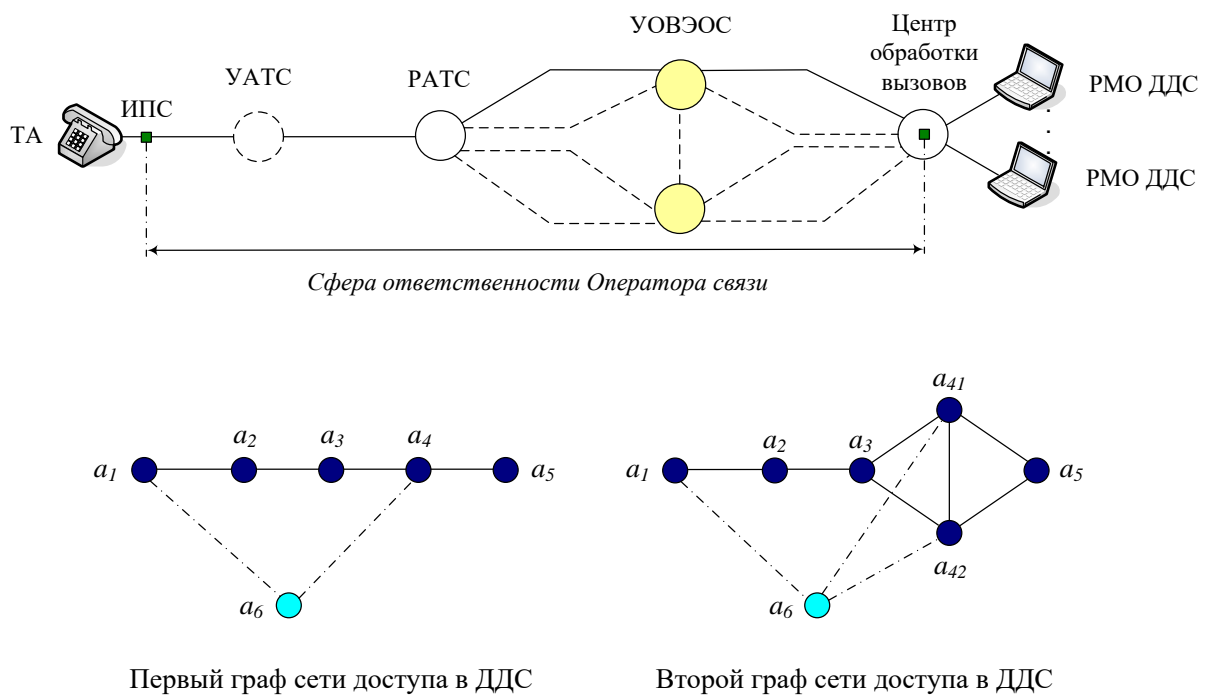 УОВЭОС
Центр
обработки
вызовов
УАТС
РАТС
РМО ДДС
ИПС
ТА
РМО ДДС
Сфера ответственности Оператора связи
a1
a2
a3
a4
a5
a6
Первый граф сети доступа в ДДС
a1
a2
a3
a41
a42
a5
a6
Второй граф сети доступа в ДДС